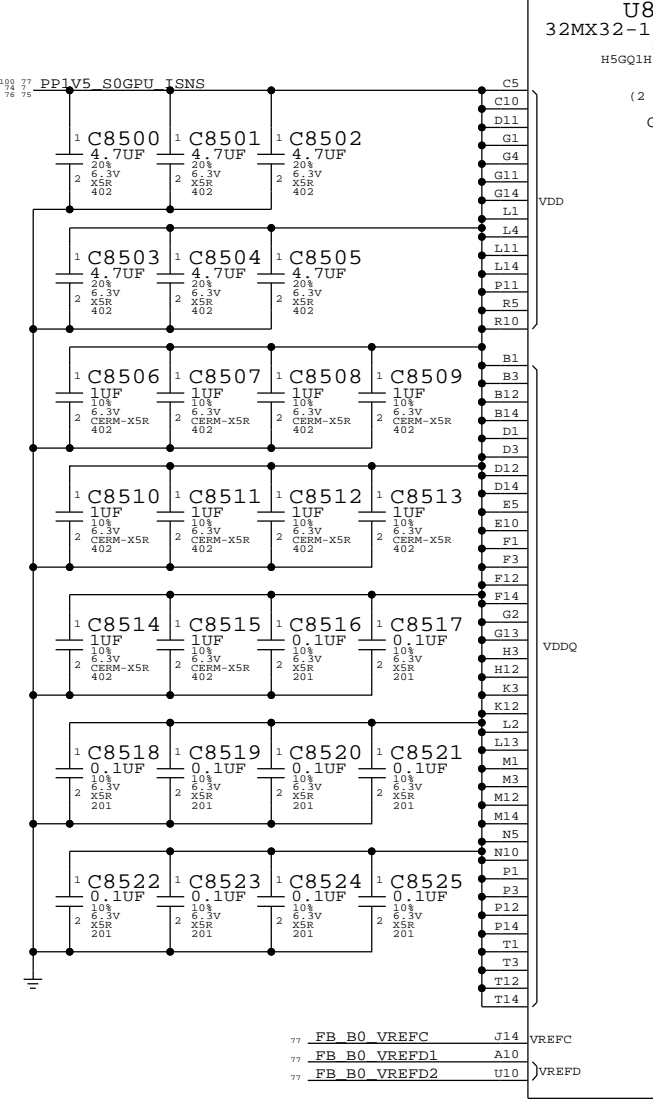 U8
32MX32-1
H5GQ1H
(2
100 77 PP1V5_S0GPU_ISNS
74 7
76 75
C5
C10
D11
G1
G4
G11
G14
L1
L4
L11
L14
P11
R5
R10
VDD
1 C8500 1 C8501 1 C8502
4.7UF 4.7UF 4.7UF
20% 20% 20%
2 6.3V 2 6.3V 2 6.3V
X5R X5R X5R
402 402 402
1 C8503 1 C8504 1 C8505
4.7UF 4.7UF 4.7UF
20% 20% 20%
2 6.3V 2 6.3V 2 6.3V
X5R X5R X5R
402 402 402
B1
B3
B12
B14
D1
D3
D12
D14
E5
E10
F1
F3
F12
F14
G2
G13
H3
H12
K3
K12
L2
L13
M1
M3
M12
M14
N5
N10
P1
P3
P12
P14
T1
T3
T12
T14
VDDQ
1 C8506 1 C8507 1 C8508 1 C8509
1UF 1UF 1UF 1UF
10% 10% 10% 10%
2 6.3V 2 6.3V 2 6.3V 2 6.3V
CERM-X5R CERM-X5R CERM-X5R CERM-X5R
402 402 402 402
1 C8510 1 C8511 1 C8512 1 C8513
1UF 1UF 1UF 1UF
10% 10% 10% 10%
2 6.3V 2 6.3V 2 6.3V 2 6.3V
CERM-X5R CERM-X5R CERM-X5R CERM-X5R
402 402 402 402
1 C8514 1 C8515 1 C8516 1 C8517
1UF 1UF 0.1UF 0.1UF
10% 10% 10% 10%
2 6.3V 2 6.3V 2 6.3V 2 6.3V
CERM-X5R CERM-X5R X5R X5R
402 402 201 201
1 C8518 1 C8519 1 C8520 1 C8521
0.1UF 0.1UF 0.1UF 0.1UF
10% 10% 10% 10%
2 6.3V 2 6.3V 2 6.3V 2 6.3V
X5R X5R X5R X5R
201 201 201 201
1 C8522 1 C8523 1 C8524 1 C8525
0.1UF 0.1UF 0.1UF 0.1UF
10% 10% 10% 10%
2 6.3V 2 6.3V 2 6.3V 2 6.3V
X5R X5R X5R X5R
201 201 201 201
77 FB_B0_VREFC J14 VREFC
77 FB_B0_VREFD1 A10
77 FB_B0_VREFD2 U10 VREFD